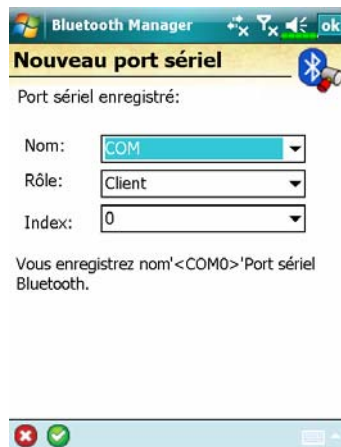 Bluetooth Manager ok
Nouveau port sériel
Port sériel enregistré:
Nom: COM
Rôle: Client
Index: 0
Vous enregistrez nom'<COM0>'Port sériel
Bluetooth.